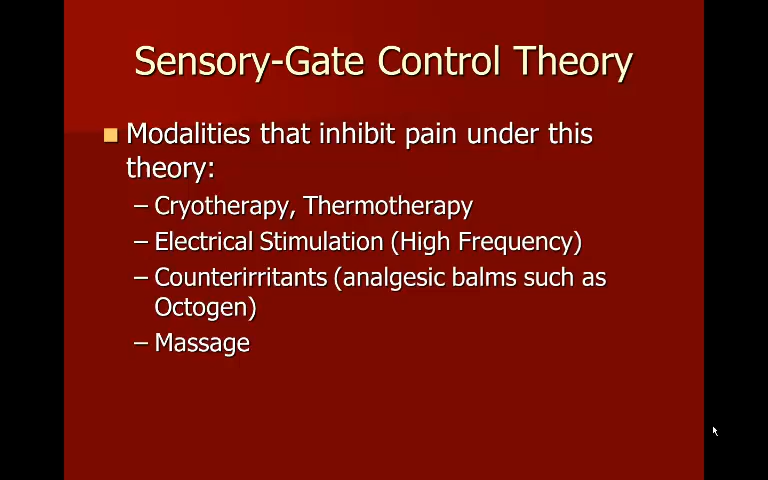 Sensory-Gate Control Theory
Modalities that inhibit pain under this
theory:
– Cryotherapy, Thermotherapy
– Electrical Stimulation (High Frequency)
– Counterirritants (analgesic balms such as
Octogen)
– Massage